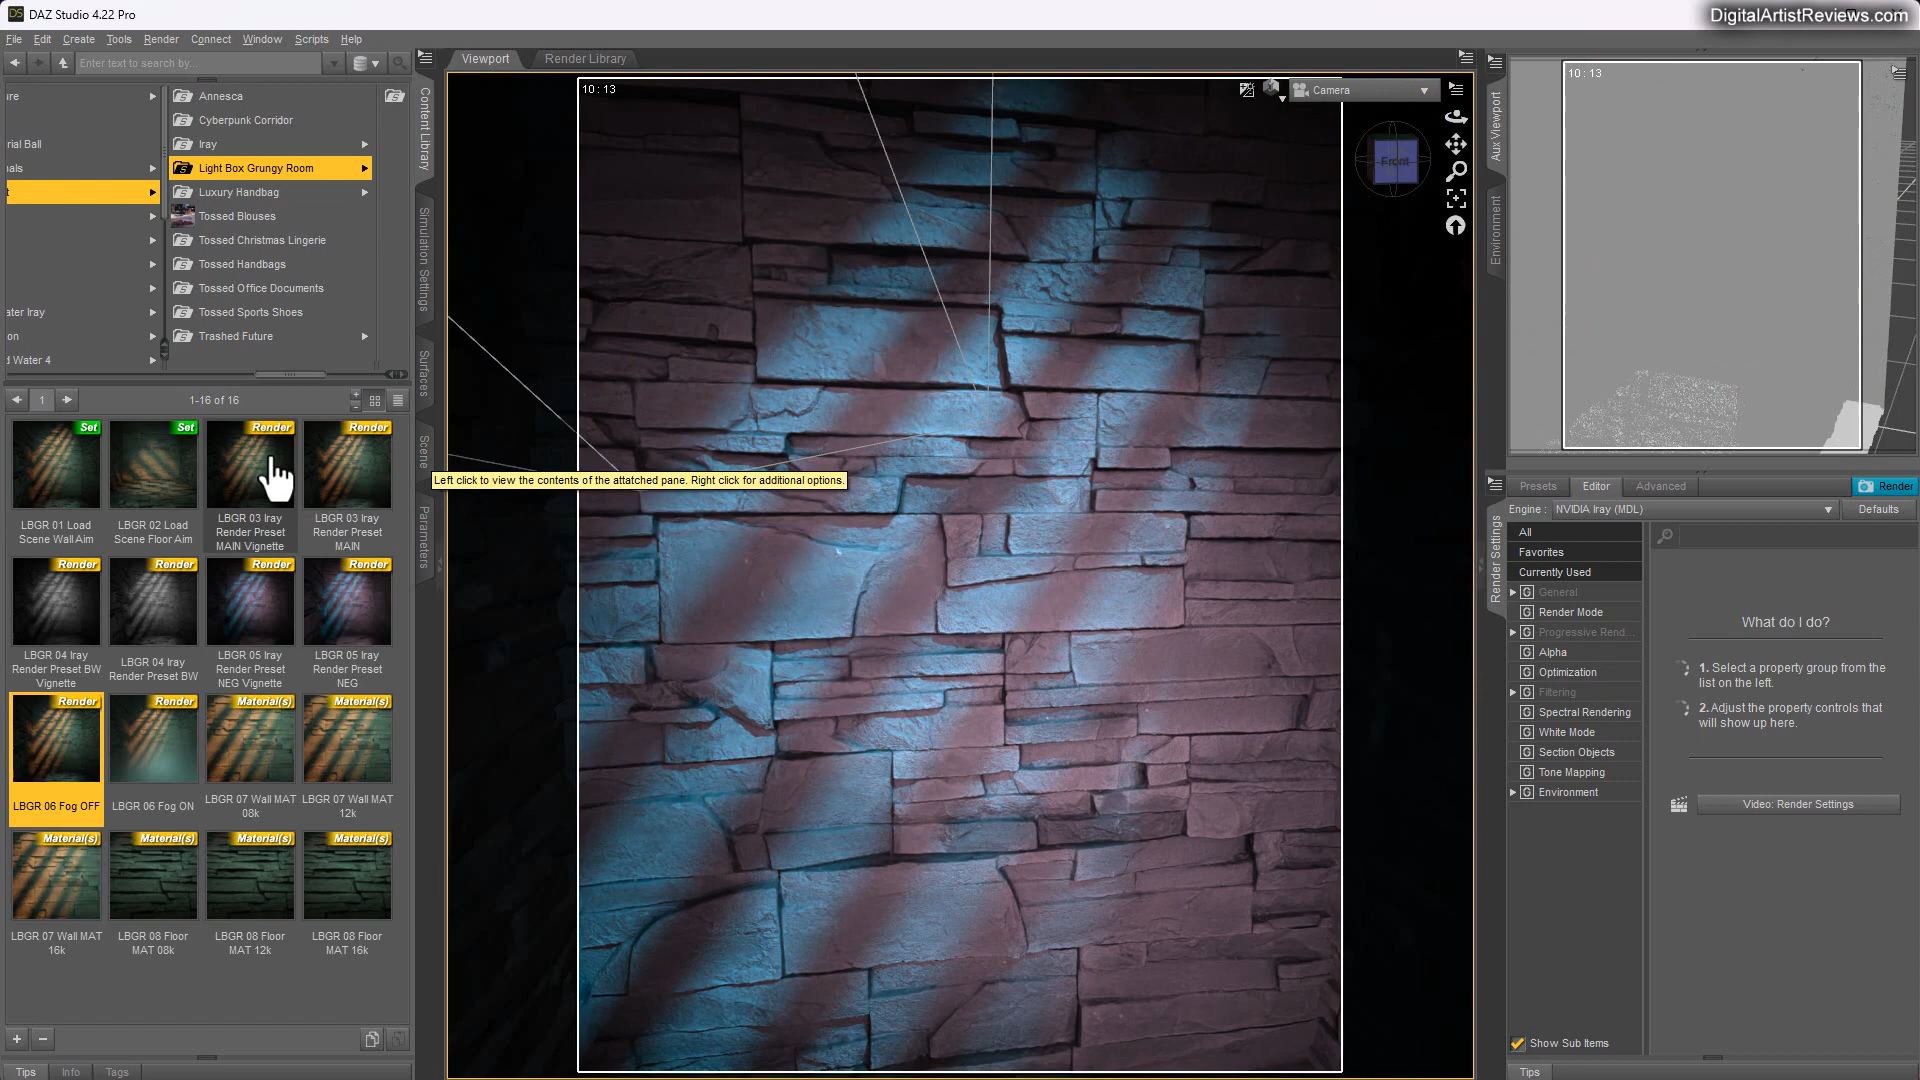 DAZ Studio 4.22 Pro
DigitalArtistReviews.com
File Edit Create Tools Render Connect Window Scripts Help
Enter text to search by...
ure
rial Ball
als
t
ater Iray
on
d Water 4
Annesca
Cyberpunk Corridor
Iray
Light Box Grungy Room
Luxury Handbag
Tossed Blouses
Tossed Christmas Lingerie
Tossed Handbags
Tossed Office Documents
Tossed Sports Shoes
Trashed Future
1
1-16 of 16
Set
Set
Render
Render
LBGR 01 Load
Scene Wall Aim
LBGR 02 Load
Scene Floor Aim
LBGR 03 Iray
Render Preset
MAIN Vignette
LBGR 03 Iray
Render Preset
MAIN
Render
Render
Render
Render
LBGR 04 Iray
Render Preset BW
Vignette
LBGR 04 Iray
Render Preset BW
LBGR 05 Iray
Render Preset
NEG Vignette
LBGR 05 Iray
Render Preset
NEG
Render
Render
Material(s)
Material(s)
LBGR 06 Fog OFF
LBGR 06 Fog ON
LBGR 07 Wall MAT
08k
LBGR 07 Wall MAT
12k
Material(s)
Material(s)
Material(s)
Material(s)
LBGR 07 Wall MAT
16k
LBGR 08 Floor
MAT 08k
LBGR 08 Floor
MAT 12k
LBGR 08 Floor
MAT 16k
Tips Info Tags
Content Library
Simulation Settings
Surfaces
Scene
Parameters
Viewport Render Library
10 : 13
Camera
Front
Left click to view the contents of the attatched pane. Right click for additional options.
Aux Viewport
Environment
10 : 13
Render Settings
Presets Editor Advanced Render
Engine : NVIDIA Iray (MDL) Defaults
All
Favorites
Currently Used
G General
G Render Mode
G Progressive Rend...
G Alpha
G Optimization
G Filtering
G Spectral Rendering
G White Mode
G Section Objects
G Tone Mapping
G Environment
What do I do?
1. Select a property group from the
list on the left.
2. Adjust the property controls that
will show up here.
Video: Render Settings
Show Sub Items
Tips